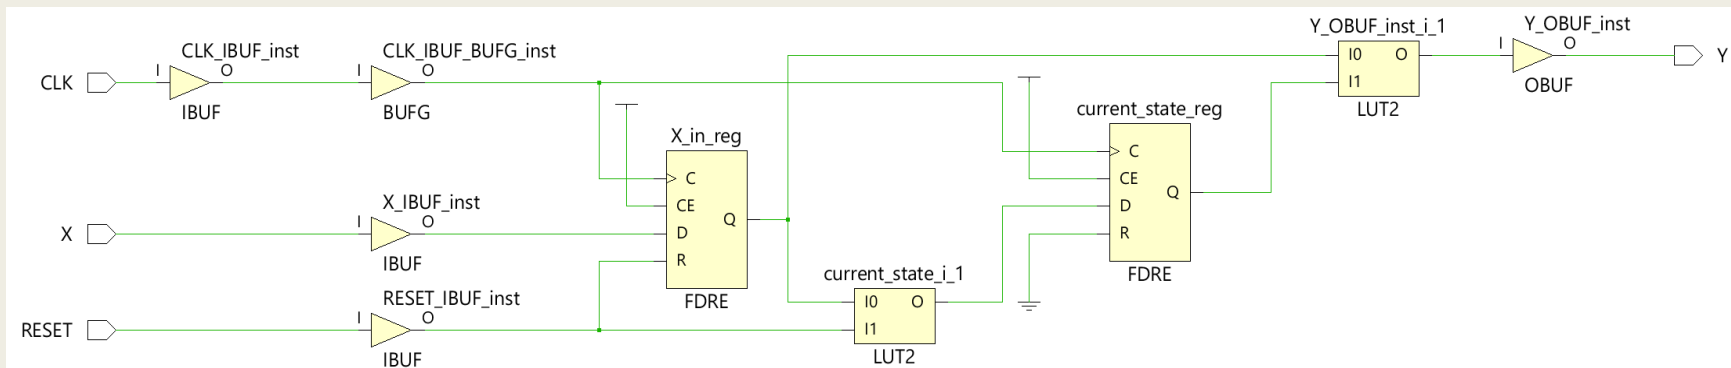 Y_OBUF_inst_i_1
Y_OBUF_inst
CLK_IBUF_inst
CLK_IBUF_BUFG_inst
I0 O
I O
Y
I O
I O
CLK
I1
IBUF
BUFG
LUT2
OBUF
current_state_reg
X_in_reg
C
CE
D
R
Q
FDRE
C
CE
D
R
Q
FDRE
X_IBUF_inst
I O
X
IBUF
RESET_IBUF_inst
I O
RESET
IBUF
current_state_i_1
I0 O
I1
LUT2